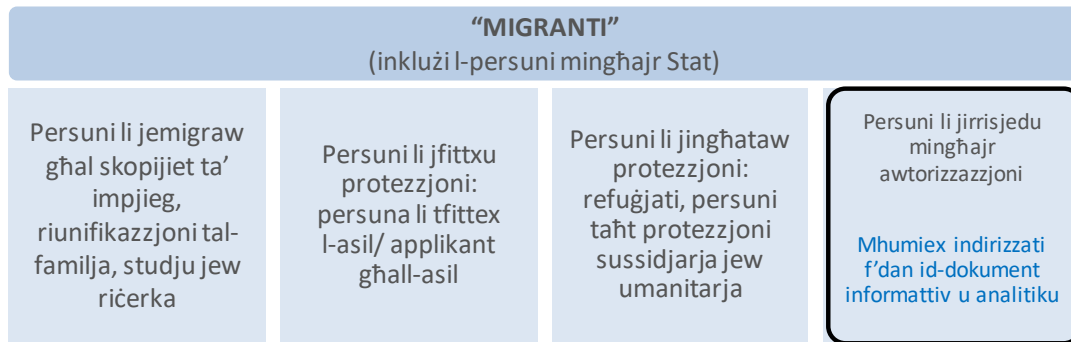 “MIGRANTI”
(inklużi l-persuni mingħajr Stat)
Persuni li jemigraw
għal skopijiet ta’
impjieg,
riunifikazzjoni tal-
familja, studju jew
riċerka
Persuni li jfittxu
protezzjoni:
persuna li tfittex
l-asil/ applikant
għall-asil
Persuni li jingħataw
protezzjoni:
refuġjati, persuni
taħt protezzjoni
sussidjarja jew
umanitarja
Persuni li jirrisjedu
mingħajr
awtorizzazzjoni
Mhumiex indirizzati
f’dan id-dokument
informattiv u analitiku